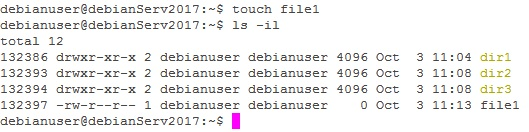 debianuser@debianServ2017:~$ touch file1
debianuser@debianServ2017:~$ ls -il
total 12
132386 drwxr-xr-x 2 debianuser debianuser 4096 Oct  3 11:04 dir1
132393 drwxr-xr-x 2 debianuser debianuser 4096 Oct  3 11:08 dir2
132394 drwxr-xr-x 2 debianuser debianuser 4096 Oct  3 11:08 dir3
132397 -rw-r--r-- 1 debianuser debianuser    0 Oct  3 11:13 file1
debianuser@debianServ2017:~$